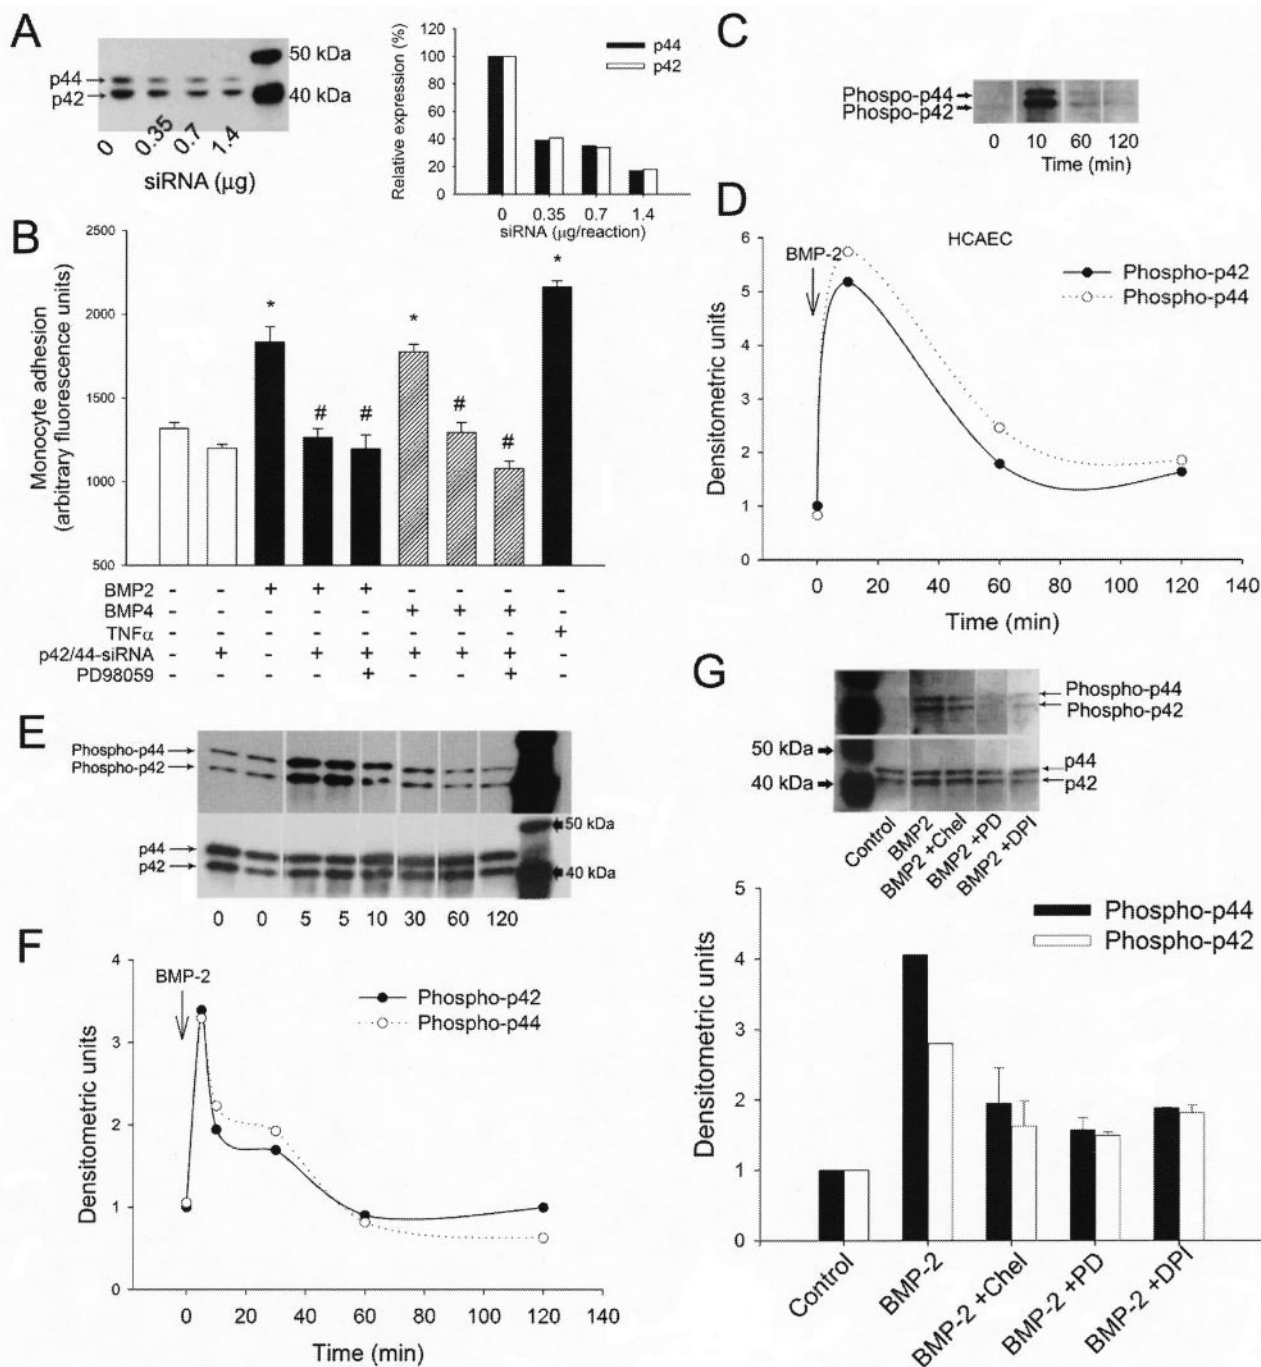 A
50 kDa
p44
p42
40 kDa
0 0.35 0.7 1.4
siRNA (μg)
Relative expression (%)
120
100
80
60
40
20
0
p44
p42
0 0.35 0.7 1.4
siRNA (μg/reaction)
B
Monocyte adhesion
(arbitrary fluorescence units)
2500
2000
1500
1000
500
* # # * # # *
BMP2 - - + + + - - - -
BMP4 - - - - - + + + -
TNFα - - - - - - - - +
p42/44-siRNA - + - + + + + + -
PD98059 - - - - + - - + -
C
Phospo-p44
Phospo-p42
0 10 60 120
Time (min)
D
HCAEC
BMP-2
Phospho-p42
Phospho-p44
Densitometric units
6
5
4
3
2
1
0
0 20 40 60 80 100 120 140
Time (min)
E
Phospho-p44
Phospho-p42
50 kDa
p44
p42
40 kDa
0 0 5 5 10 30 60 120
F
BMP-2
Phospho-p42
Phospho-p44
Densitometric units
4
3
2
1
0
0 20 40 60 80 100 120 140
Time (min)
G
Phospho-p44
Phospho-p42
50 kDa
p44
40 kDa
p42
Control
BMP2
BMP2 +Chel
BMP2 +PD
BMP2 +DPI
Phospho-p44
Phospho-p42
Densitometric units
5
4
3
2
1
0
Control
BMP-2
BMP-2 +Chel
BMP-2 +PD
BMP-2 +DPI